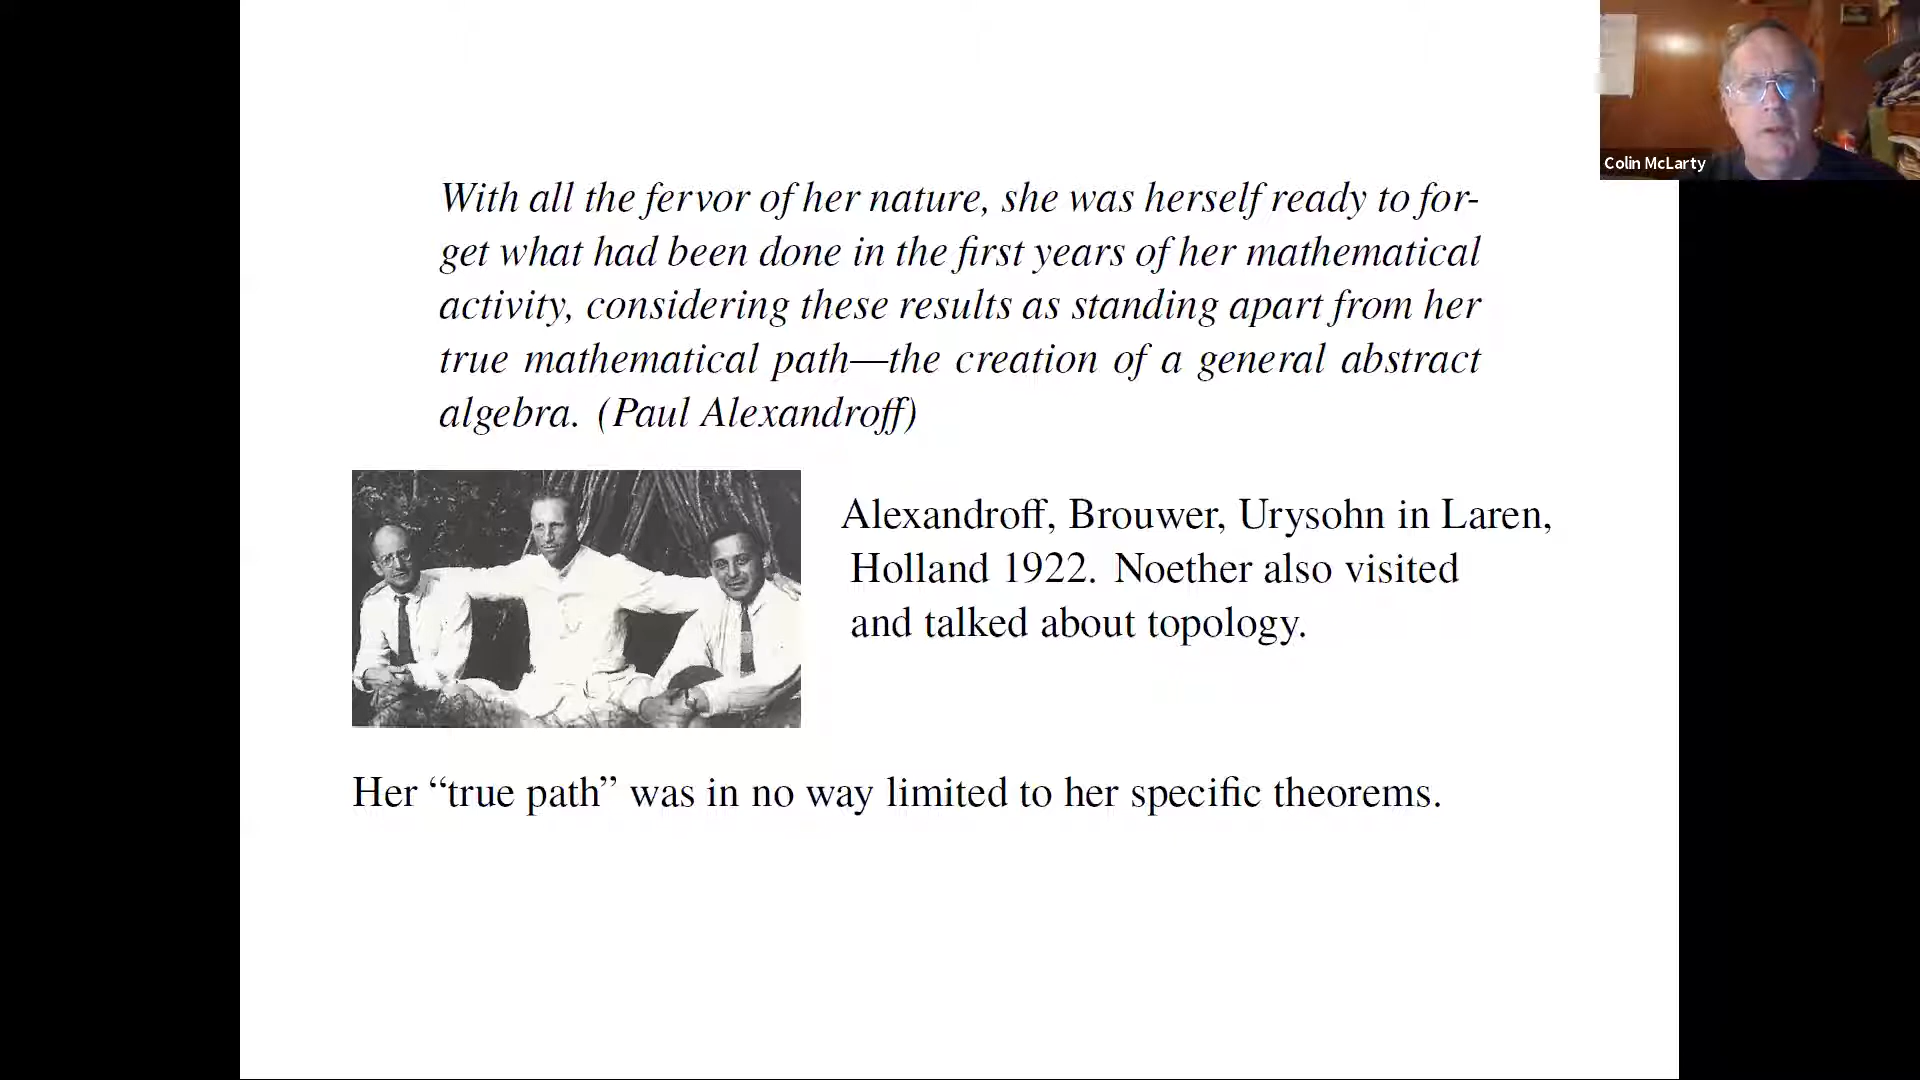 Colin McLarty
With all the fervor of her nature, she was herself ready to for-
get what had been done in the first years of her mathematical
activity, considering these results as standing apart from her
true mathematical path—the creation of a general abstract
algebra. (Paul Alexandroff)
Alexandroff, Brouwer, Urysohn in Laren,
Holland 1922. Noether also visited
and talked about topology.
Her “true path” was in no way limited to her specific theorems.